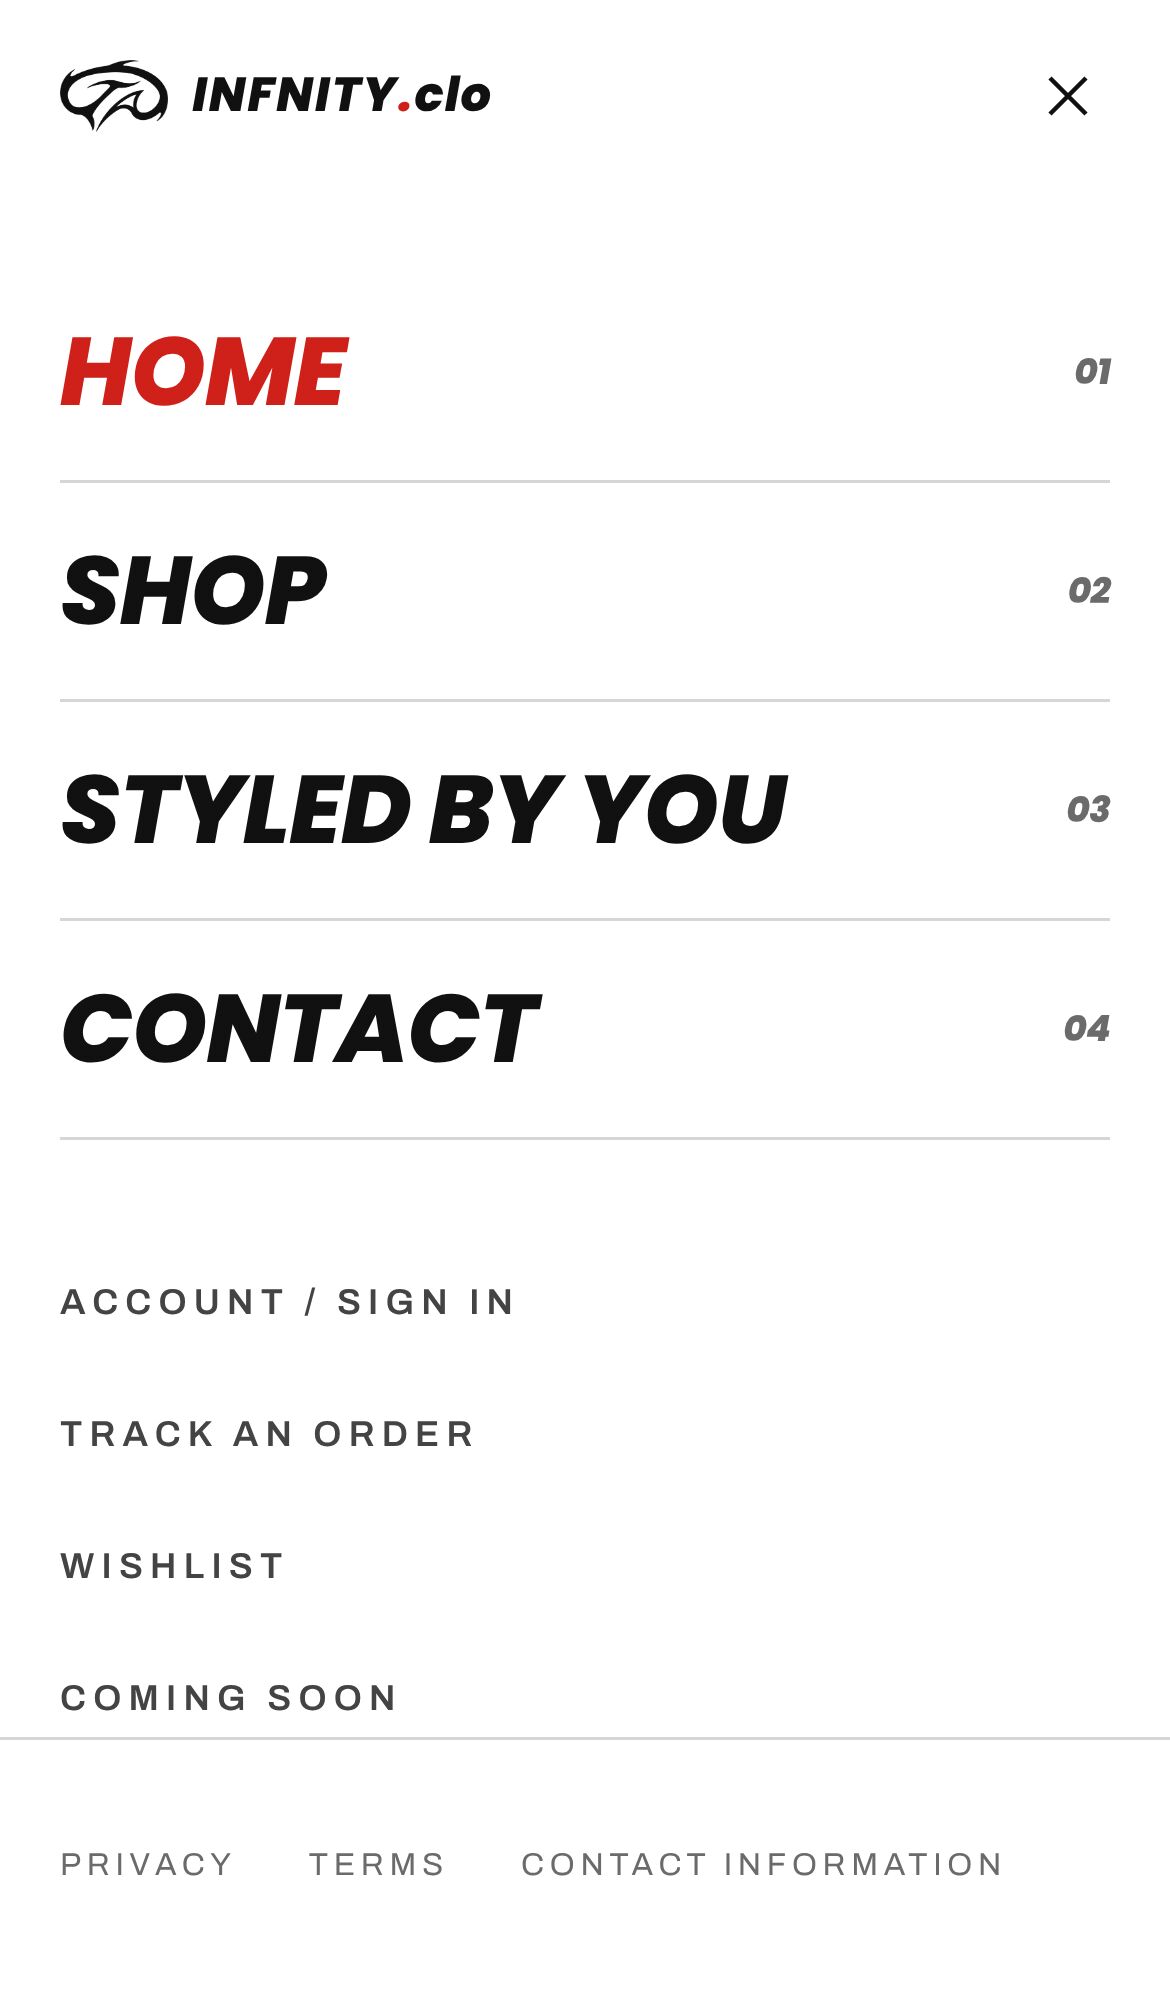 INFNITY.clo
HOME 01
SHOP 02
STYLED BY YOU 03
CONTACT 04
ACCOUNT / SIGN IN
TRACK AN ORDER
WISHLIST
COMING SOON
PRIVACY TERMS CONTACT INFORMATION